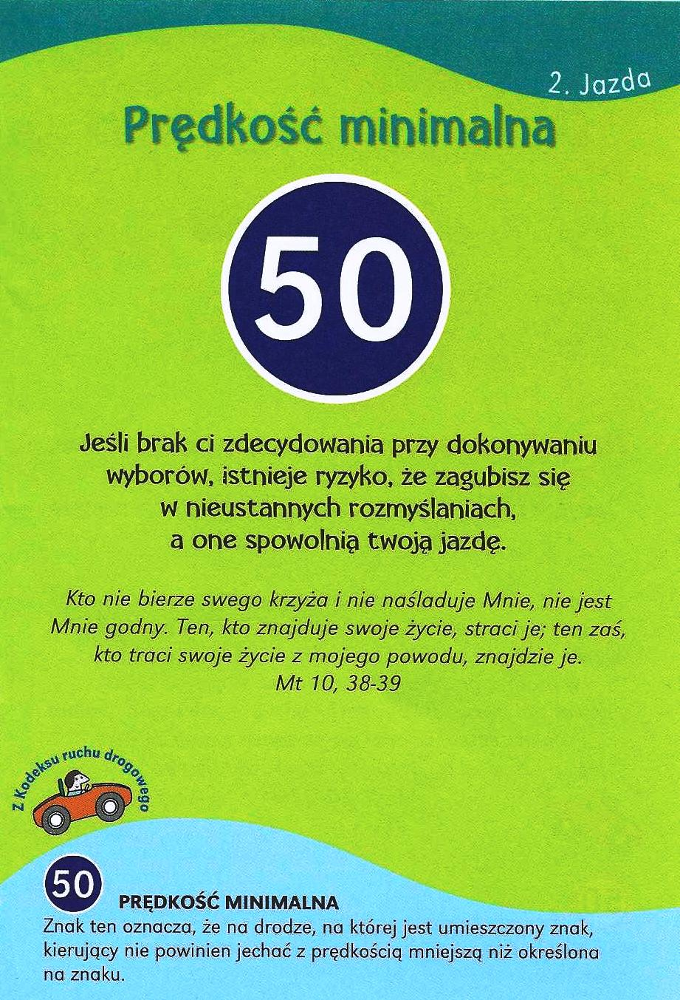 2. Jazda
Prędkość minimalna
50
Jeśli brak ci zdecydowania przy dokonywaniu
wyborów, istnieje ryzyko, że zagubisz się
w nieustannych rozmyślaniach,
a one spowolnią twoją jazdę.
Kto nie bierze swego krzyża i nie naśladuje Mnie, nie jest
Mnie godny. Ten, kto znajduje swoje życie, straci je; ten zaś,
kto traci swoje życie z mojego powodu, znajdzie je.
Mt 10, 38-39
Z Kodeksu ruchu drogowego
50
PRĘDKOŚĆ MINIMALNA
Znak ten oznacza, że na drodze, na której jest umieszczony znak,
kierujący nie powinien jechać z prędkością mniejszą niż określona
na znaku.